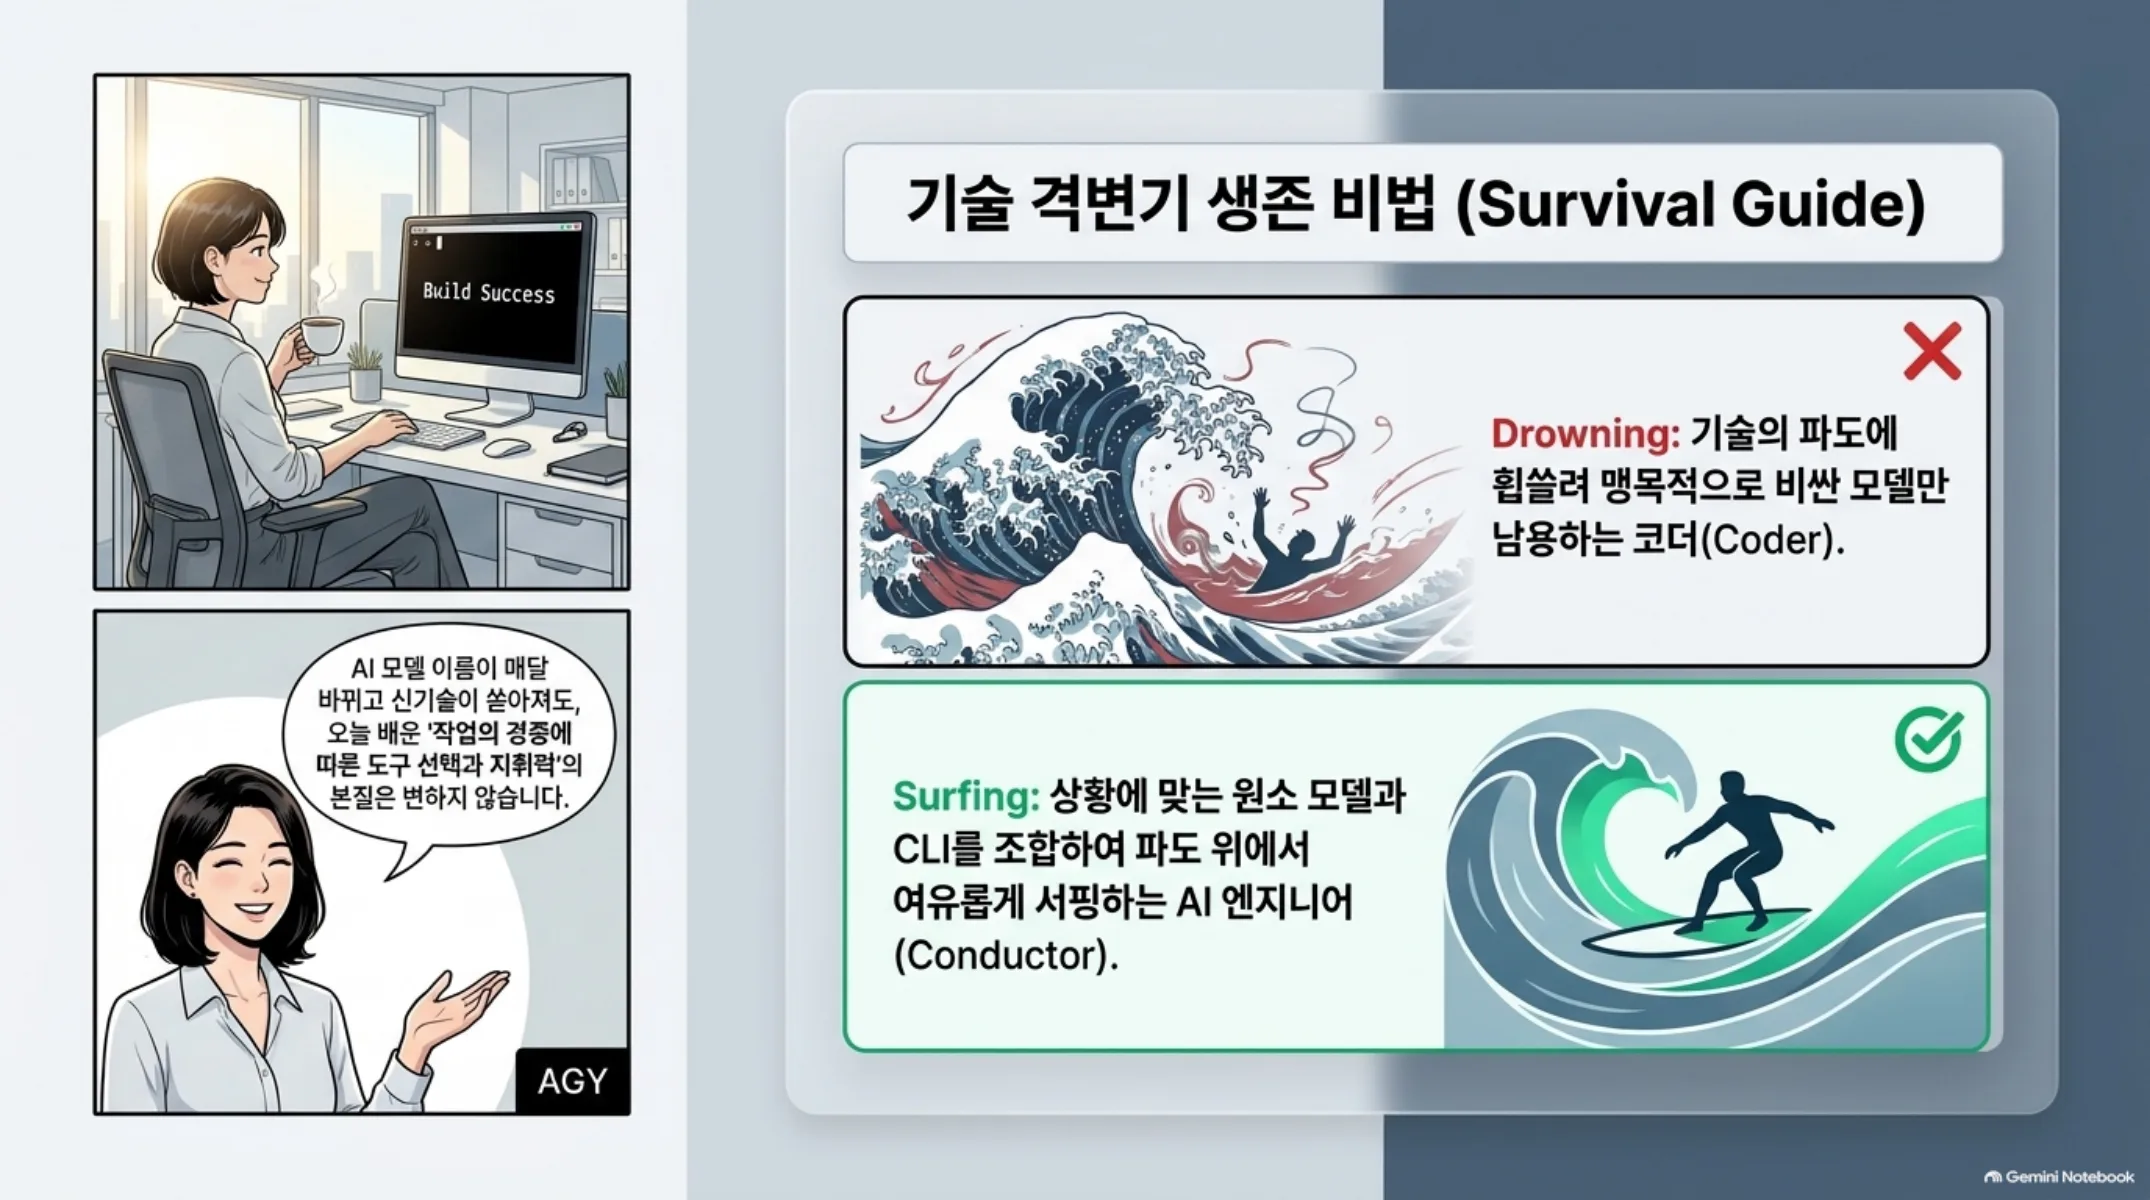 Build Success
AI 모델 이름이 매달
바뀌고 신기술이 쏟아져도,
오늘 배운 '작업의 경중에
따른 도구 선택과 지휘력'의
본질은 변하지 않습니다.
AGY
기술 격변기 생존 비법 (Survival Guide)
Drowning: 기술의 파도에
휩쓸려 맹목적으로 비싼 모델만
남용하는 코더(Coder).
Surfing: 상황에 맞는 원소 모델과
CLI를 조합하여 파도 위에서
여유롭게 서핑하는 AI 엔지니어
(Conductor).
Gemini Notebook